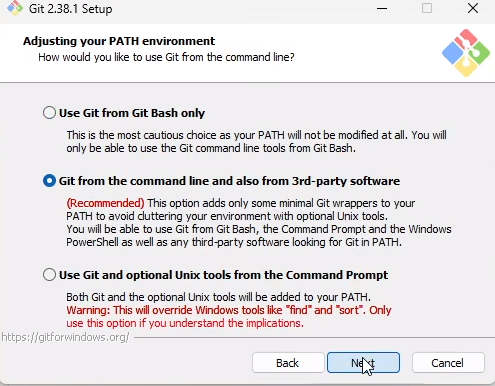 Git 2.38.1 Setup
Adjusting your PATH environment
How would you like to use Git from the command line?
Use Git from Git Bash only
This is the most cautious choice as your PATH will not be modified at all. You will
only be able to use the Git command line tools from Git Bash.
Git from the command line and also from 3rd-party software
(Recommended) This option adds only some minimal Git wrappers to your
PATH to avoid cluttering your environment with optional Unix tools.
You will be able to use Git from Git Bash, the Command Prompt and the Windows
PowerShell as well as any third-party software looking for Git in PATH.
Use Git and optional Unix tools from the Command Prompt
Both Git and the optional Unix tools will be added to your PATH.
Warning: This will override Windows tools like "find" and "sort". Only
use this option if you understand the implications.
https://gitforwindows.org/
Back Next Cancel